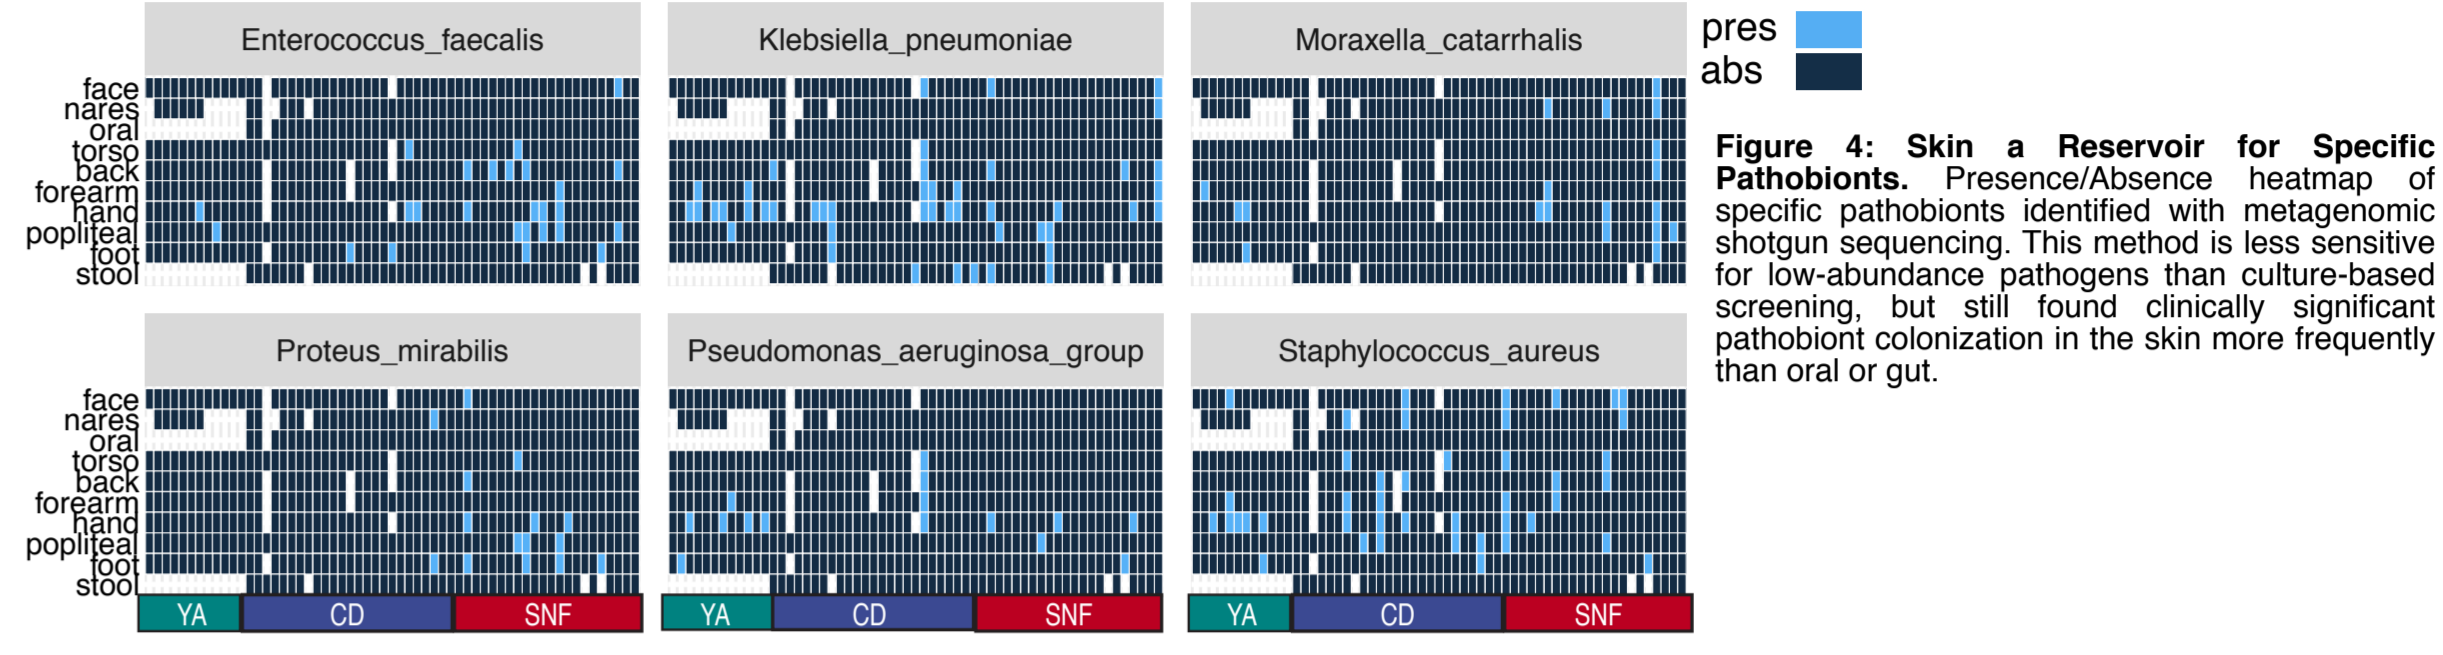 Enterococcus_faecalis
Klebsiella_pneumoniae
Moraxella_catarrhalis
pres
abs
face
nares
oral
torso
back
forearm
hand
popliteal
foot
stool
Figure 4: Skin a Reservoir for Specific
Pathobionts. Presence/Absence heatmap of
specific pathobionts identified with metagenomic
shotgun sequencing. This method is less sensitive
for low-abundance pathogens than culture-based
screening, but still found clinically significant
pathobiont colonization in the skin more frequently
than oral or gut.
Proteus_mirabilis
Pseudomonas_aeruginosa_group
Staphylococcus_aureus
face
nares
oral
torso
back
forearm
hand
popliteal
foot
stool
YA
CD
SNF
YA
CD
SNF
YA
CD
SNF